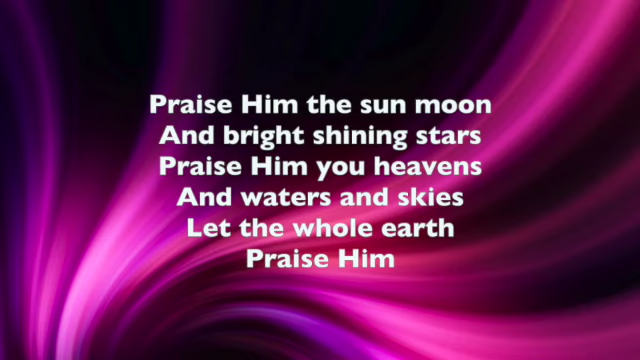 Praise Him the sun moon
And bright shining stars
Praise Him you heavens
And waters and skies
Let the whole earth
Praise Him